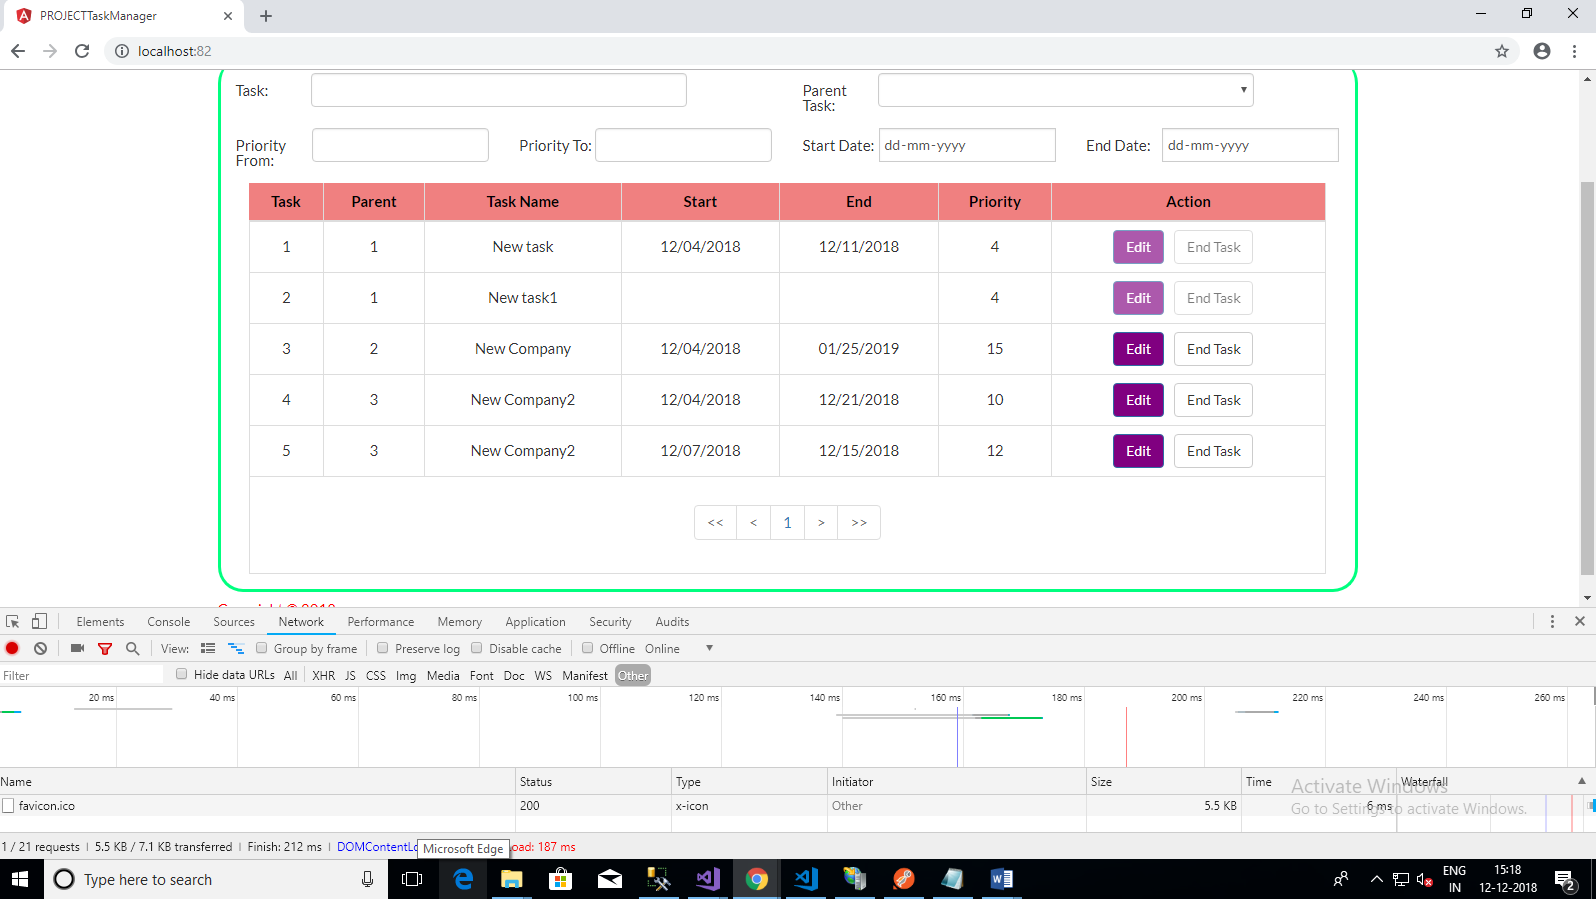 PROJECTTaskManager
localhost:82
Task:
Parent Task:
Priority From:
Priority To:
Start Date: dd-mm-yyyy
End Date: dd-mm-yyyy
Task Parent Task Name Start End Priority Action
1 1 New task 12/04/2018 12/11/2018 4 Edit End Task
2 1 New task1 4 Edit End Task
3 2 New Company 12/04/2018 01/25/2019 15 Edit End Task
4 3 New Company2 12/04/2018 12/21/2018 10 Edit End Task
5 3 New Company2 12/07/2018 12/15/2018 12 Edit End Task
<< < 1 > >>
Elements Console Sources Network Performance Memory Application Security Audits
View: Group by frame Preserve log Disable cache Offline Online
Filter Hide data URLs All XHR JS CSS Img Media Font Doc WS Manifest Other
20 ms 40 ms 60 ms 80 ms 100 ms 120 ms 140 ms 160 ms 180 ms 200 ms 220 ms 240 ms 260 ms
Name Status Type Initiator Size Time Waterfall
favicon.ico 200 x-icon Other 5.5 KB 6 ms
Activate Windows
Go to Settings to activate Windows.
1 / 21 requests | 5.5 KB / 7.1 KB transferred | Finish: 212 ms | DOMContentLo oad: 187 ms
Microsoft Edge
Type here to search
ENG
IN
15:18
12-12-2018
2